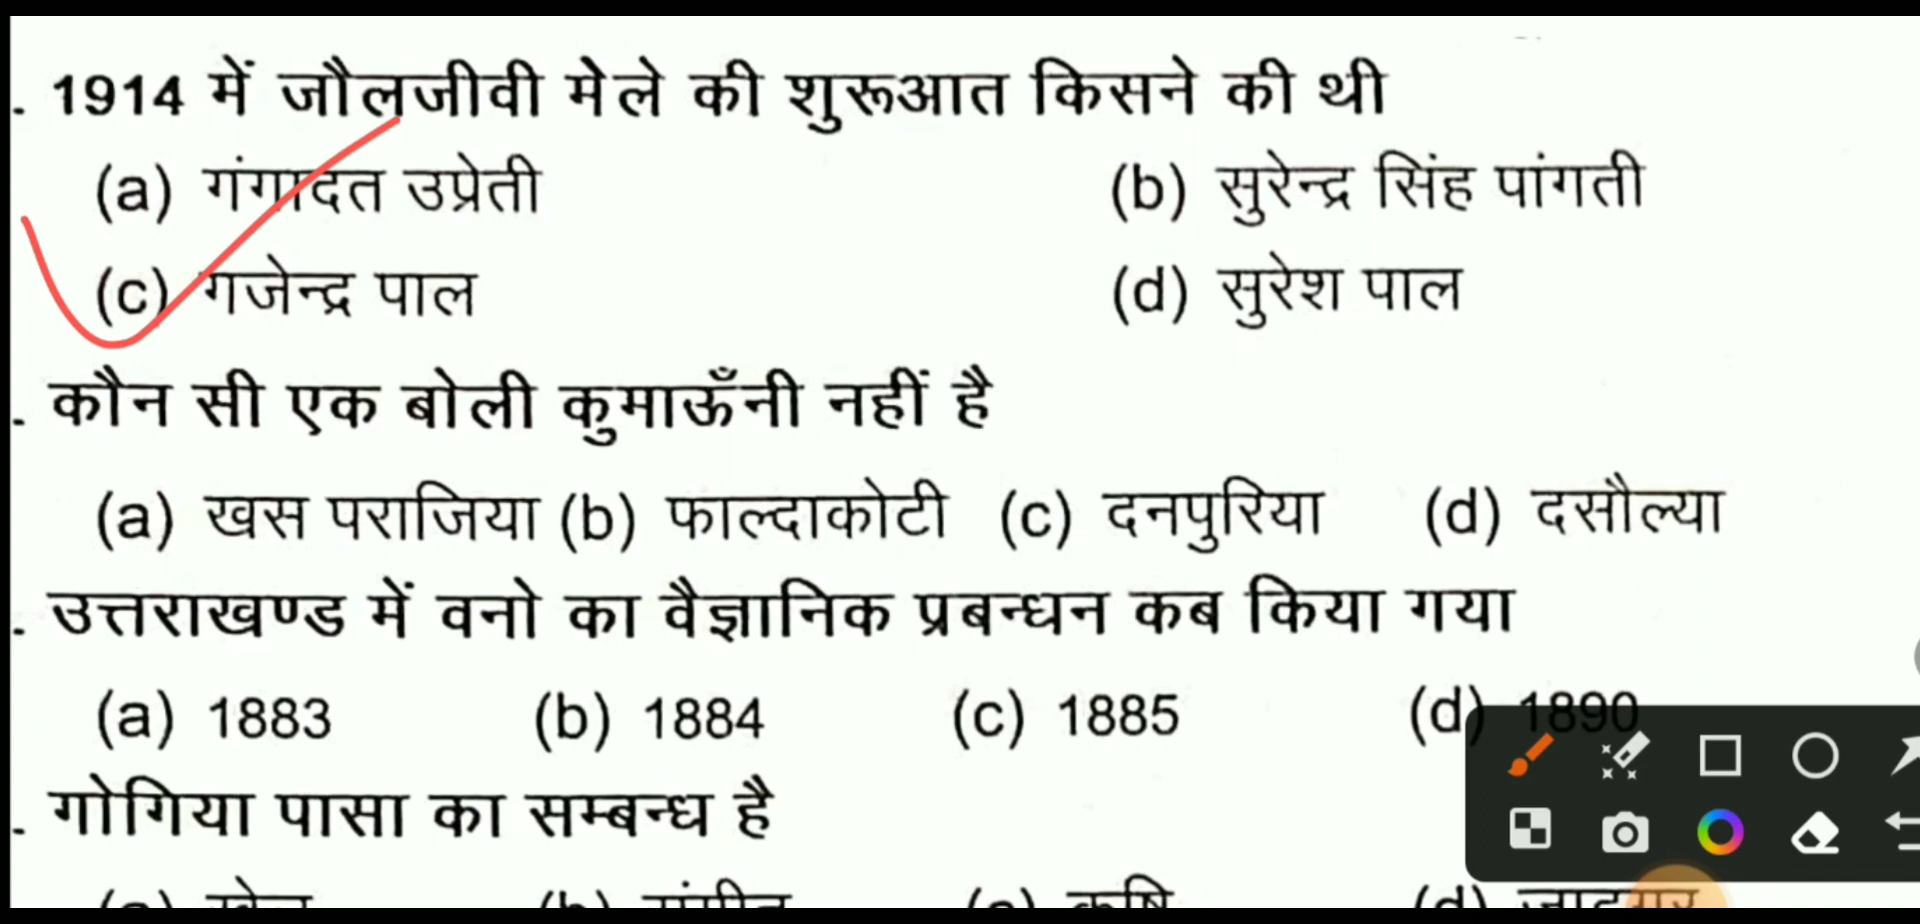 . 1914 में जौलजीवी मेले की शुरूआत किसने की थी
(a) गंगादत उप्रेती (b) सुरेन्द्र सिंह पांगती
(c) गजेन्द्र पाल (d) सुरेश पाल
. कौन सी एक बोली कुमाऊँनी नहीं है
(a) खस पराजिया (b) फाल्दाकोटी (c) दनपुरिया (d) दसौल्या
. उत्तराखण्ड में वनो का वैज्ञानिक प्रबन्धन कब किया गया
(a) 1883 (b) 1884 (c) 1885 (d) 1890
. गोगिया पासा का सम्बन्ध है